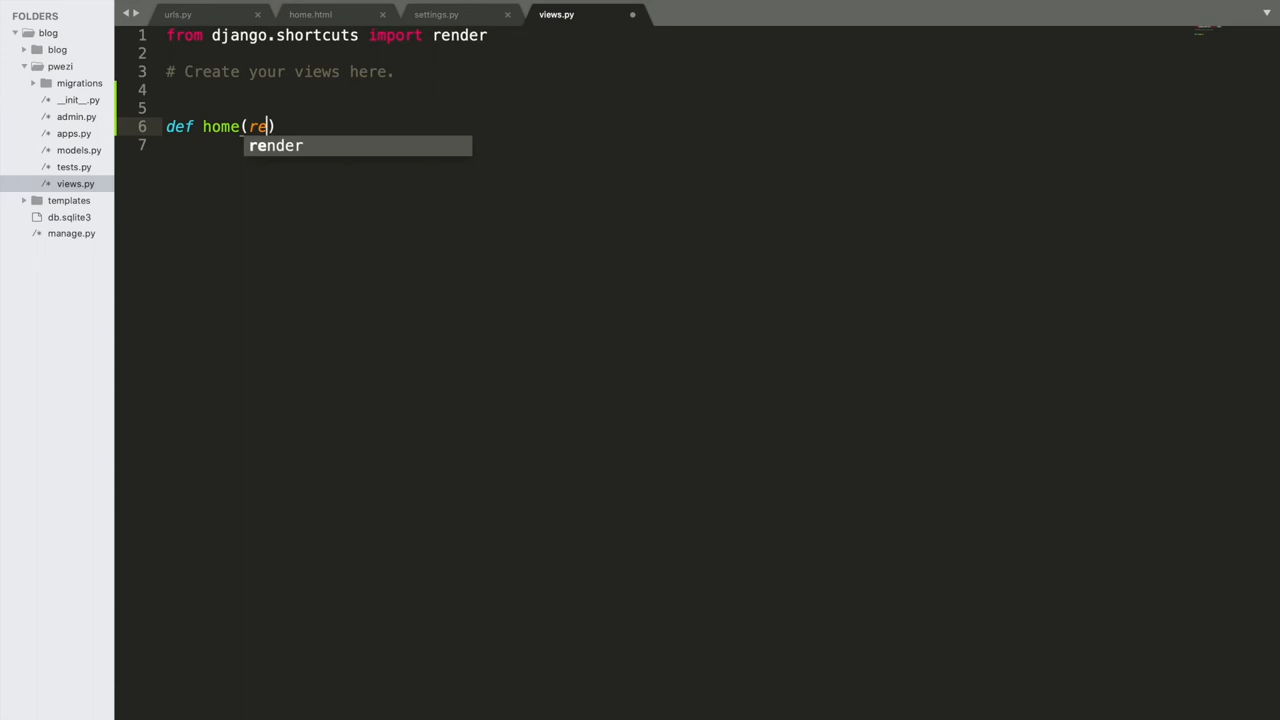 FOLDERS
blog
blog
pwezi
migrations
/* __init__.py
/* admin.py
/* apps.py
/* models.py
/* tests.py
/* views.py
templates
db.sqlite3
/* manage.py
urls.py × home.html × settings.py × views.py
1 from django.shortcuts import render
2
3 # Create your views here.
4
5
6 def home(re)
render
7